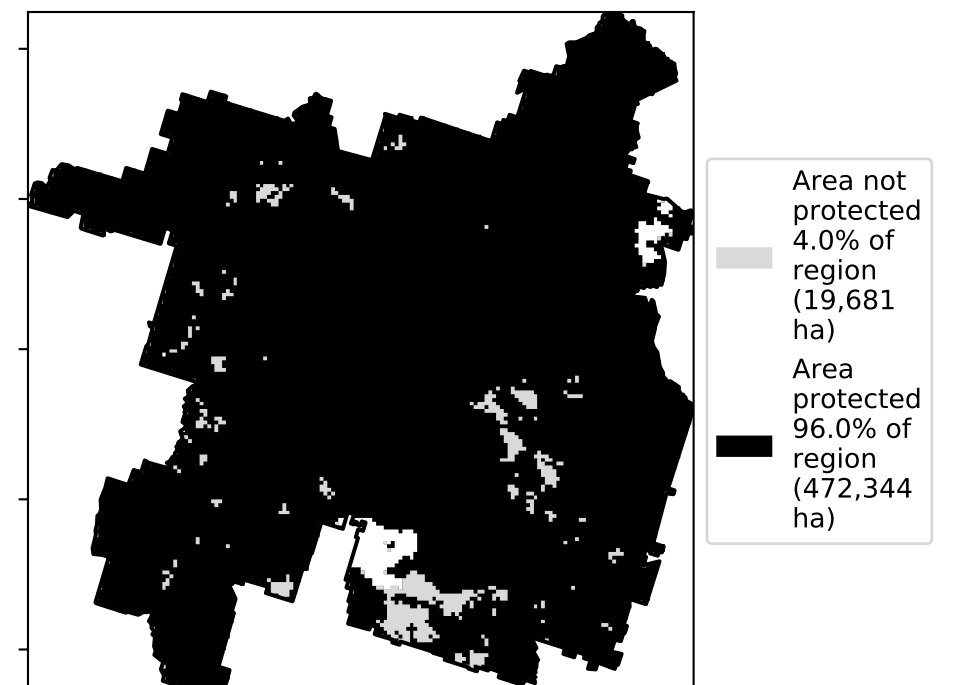 Area not
protected
4.0% of
region
(19,681
ha)
Area
protected
96.0% of
region
(472,344
ha)